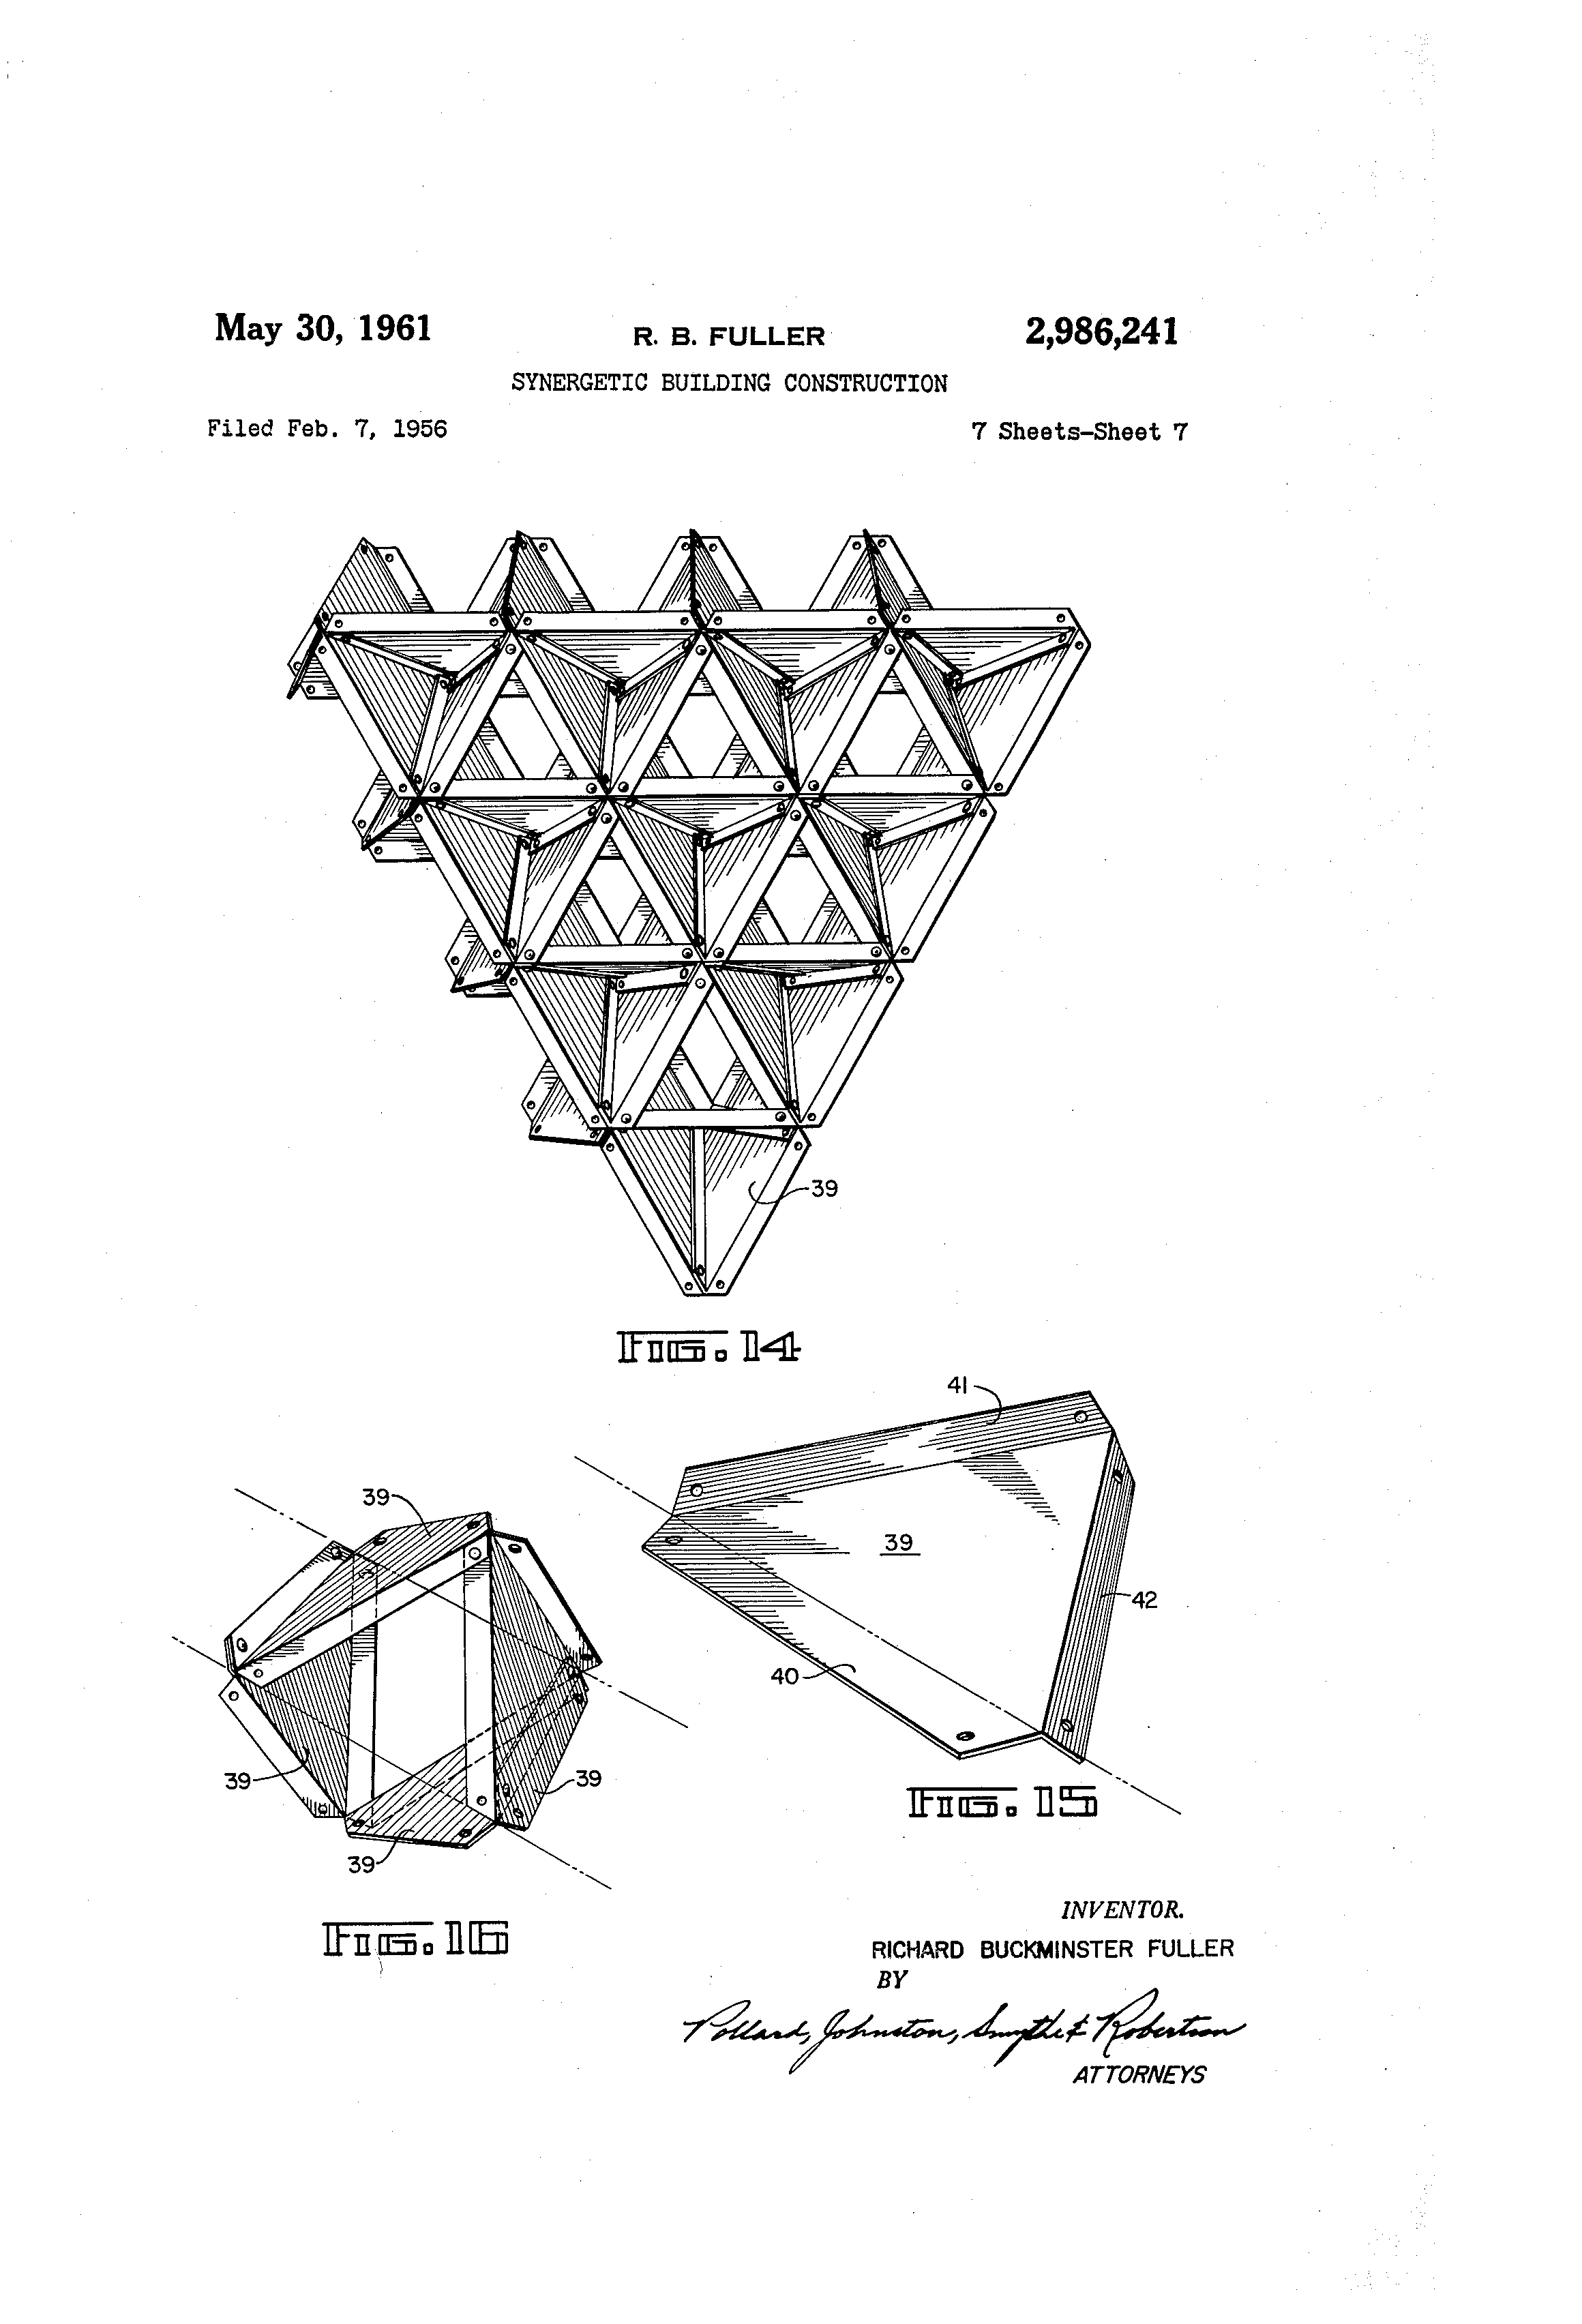 May 30, 1961 R. B. FULLER 2,986,241
SYNERGETIC BUILDING CONSTRUCTION
Filed Feb. 7, 1956 7 Sheets-Sheet 7
39
FIG. 14
41
39
39
42
40
39
39
FIG. 15
39
INVENTOR.
FIG. 16
RICHARD BUCKMINSTER FULLER
BY
Pollard, Johnston, Smythe & Robertson
ATTORNEYS